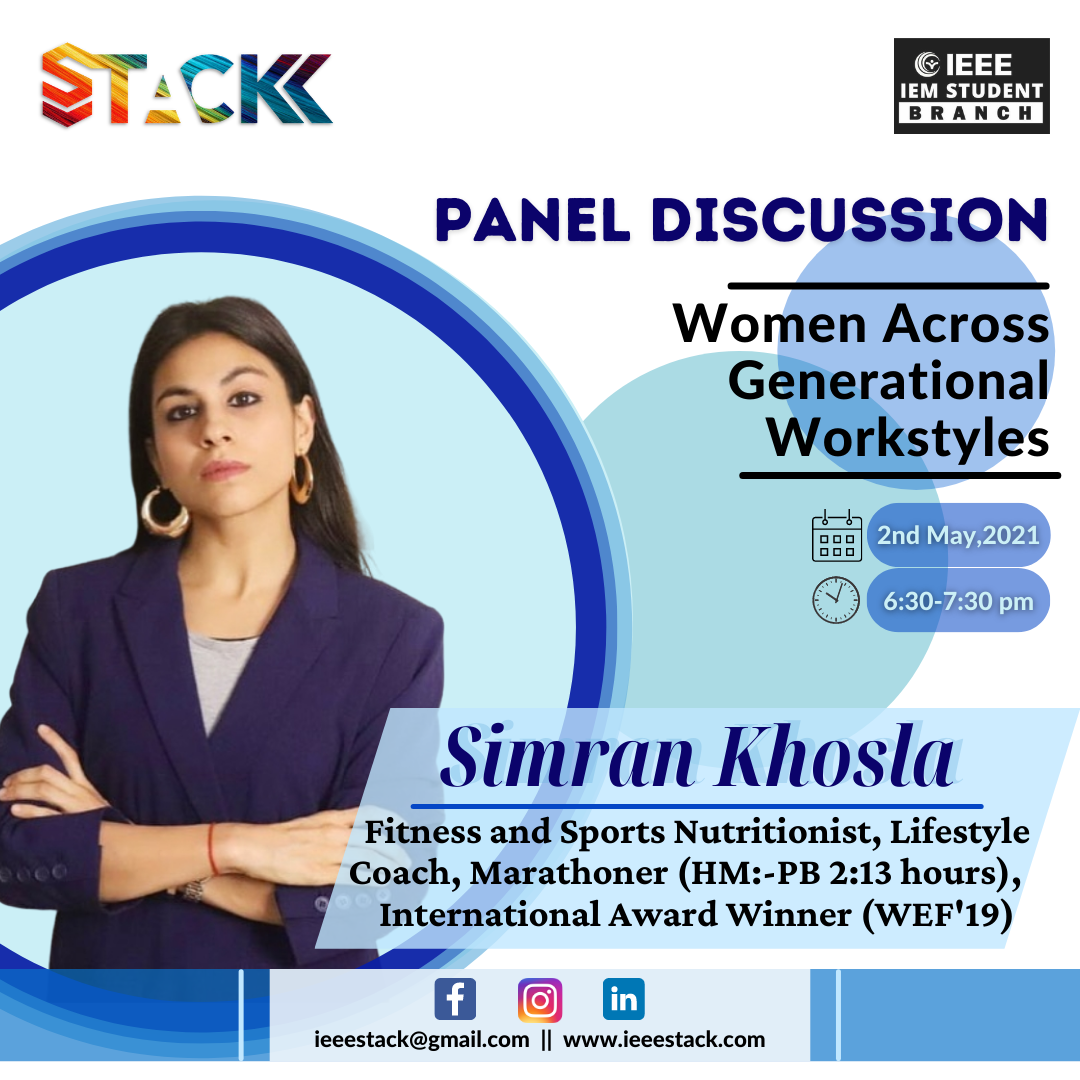 STACK
IEEE
IEM STUDENT
BRANCH
PANEL DISCUSSION
Women Across
Generational
Workstyles
2nd May,2021
6:30-7:30 pm
Simran Khosla
Fitness and Sports Nutritionist, Lifestyle
Coach, Marathoner (HM:-PB 2:13 hours),
International Award Winner (WEF'19)
f
in
ieeestack@gmail.com || www.ieeestack.com